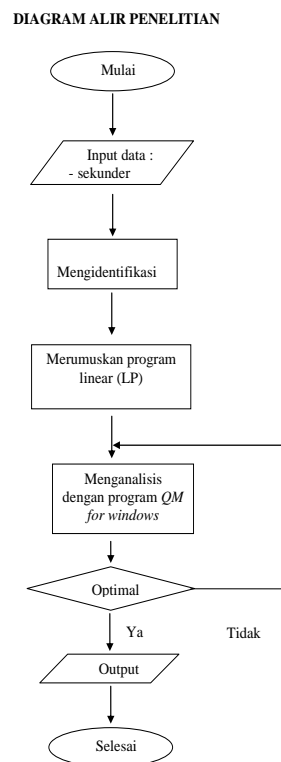 DIAGRAM ALIR PENELITIAN
Mulai
Input data :
- sekunder
Mengidentifikasi
Merumuskan program
linear (LP)
Menganalisis
dengan program QM
for windows
Optimal
Ya
Tidak
Output
Selesai